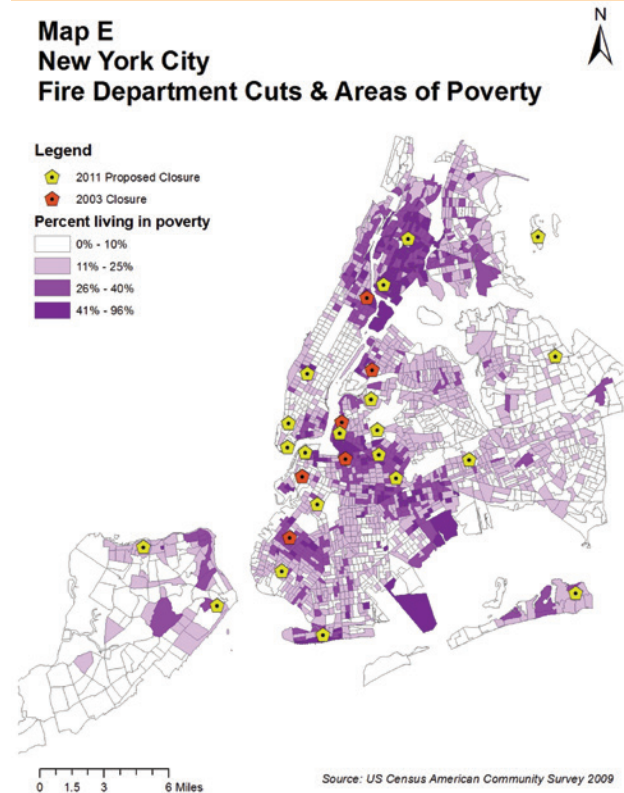 Map E
New York City
Fire Department Cuts & Areas of Poverty
N
Legend
2011 Proposed Closure
2003 Closure
Percent living in poverty
0% - 10%
11% - 25%
26% - 40%
41% - 96%
0 1.5 3 6 Miles
Source: US Census American Community Survey 2009